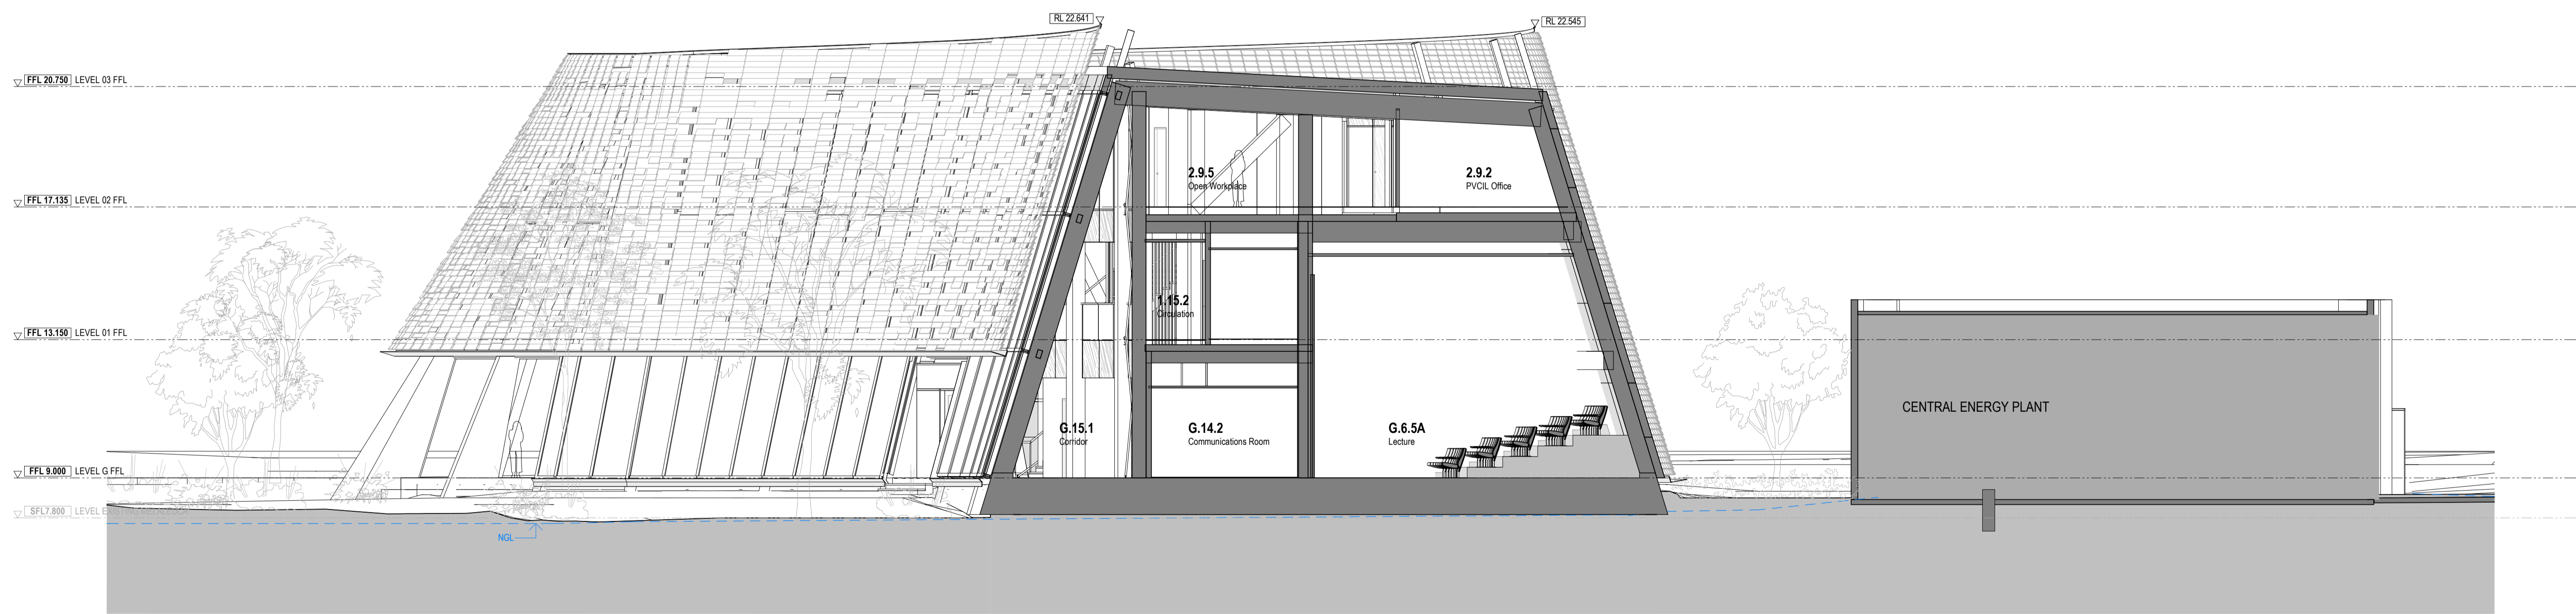 RL 22.641
RL 22.545
FFL 20.750 LEVEL 03 FFL
2.9.5
Open Workplace
2.9.2
PVCIL Office
FFL 17.135 LEVEL 02 FFL
1.15.2
Circulation
FFL 13.150 LEVEL 01 FFL
CENTRAL ENERGY PLANT
G.15.1
Corridor
G.14.2
Communications Room
G.6.5A
Lecture
FFL 9.000 LEVEL G FFL
SFL7.800 LEVEL
NGL